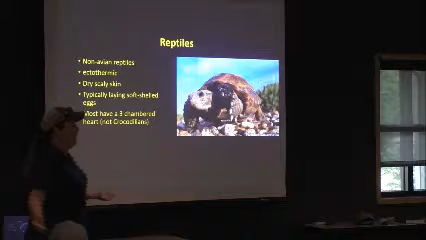 Reptiles
• Non-avian reptiles
• ectothermic
• Dry scaly skin
• Typically laying soft-shelled
eggs
Most have a 3 chambered
heart (not Crocodilians)